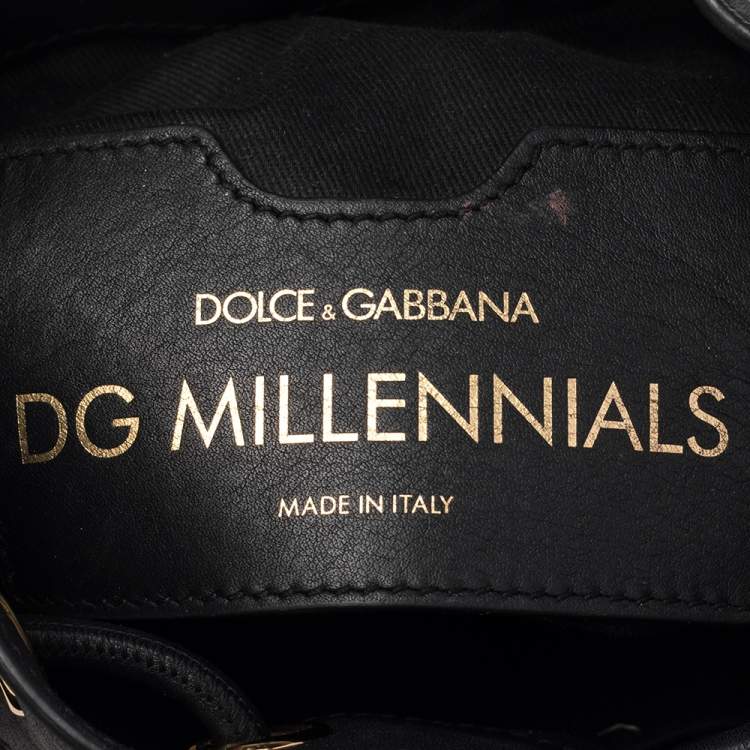 DOLCE & GABBANA
DG MILLENNIALS
MADE IN ITALY